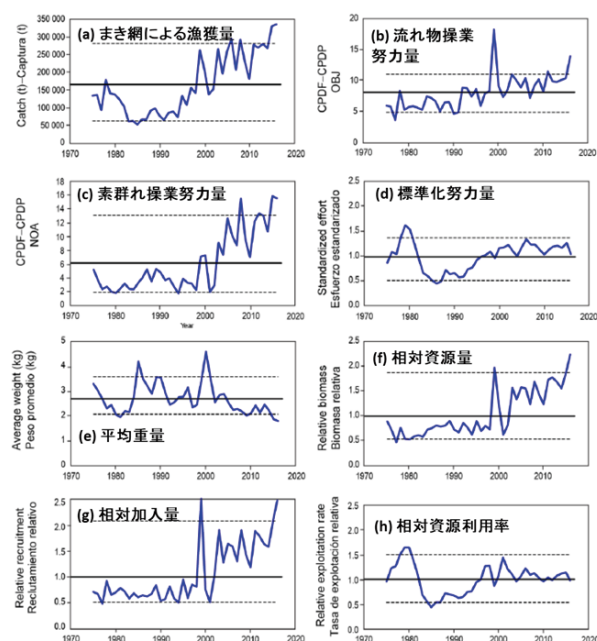 (a) まき網による漁獲量
Catch (t)–Captura (t)
350 000
300 000
250 000
200 000
150 000
100 000
50 000
0
1970 1980 1990 2000 2010 2020
(b) 流れ物操業
努力量
CPDF–CPDP
OBJ
20
15
10
5
0
1970 1980 1990 2000 2010 2020
(c) 素群れ操業努力量
CPDF–CPDP
NOA
16
14
12
10
8
6
4
2
0
1970 1980 1990 2000 2010 2020
Year
(d) 標準化努力量
Standardized effort
Esfuerzo estandarizado
2.0
1.5
1.0
0.5
0.0
1970 1980 1990 2000 2010 2020
(e) 平均重量
Average weight (kg)
Peso promedio (kg)
5
4
3
2
1
0
1970 1980 1990 2000 2010 2020
(f) 相対資源量
Relative biomass
Biomasa relativa
2.5
2.0
1.5
1.0
0.5
0.0
1970 1980 1990 2000 2010
(g) 相対加入量
Relative recruitment
Reclutamiento relativo
2.5
2.0
1.5
1.0
0.5
0.0
1970 1980 1990 2000 2010 2020
(h) 相対資源利用率
Relative exploitation rate
Tasa de explotación relativa
2.0
1.5
1.0
0.5
0.0
1970 1980 1990 2000 2010 2020